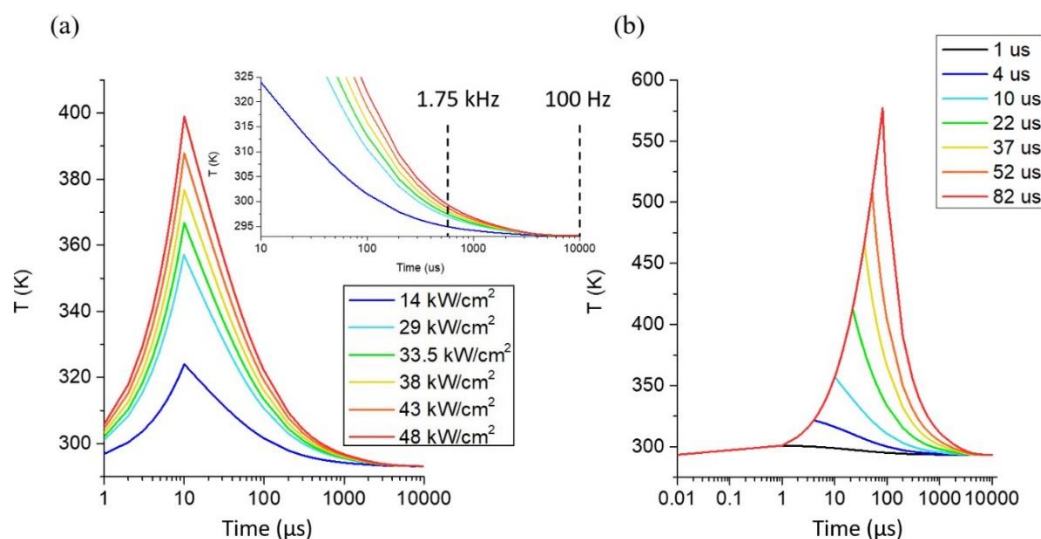 (a)
T (K)
400
380
360
340
320
300
1
10
100
1000
10000
Time (μs)
325
320
315
310
305
300
295
T (K)
10
100
1000
10000
Time (us)
1.75 kHz
100 Hz
14 kW/cm²
29 kW/cm²
33.5 kW/cm²
38 kW/cm²
43 kW/cm²
48 kW/cm²
(b)
T (K)
600
550
500
450
400
350
300
275
0.01
0.1
1
10
100
1000
10000
Time (μs)
1 us
4 us
10 us
22 us
37 us
52 us
82 us